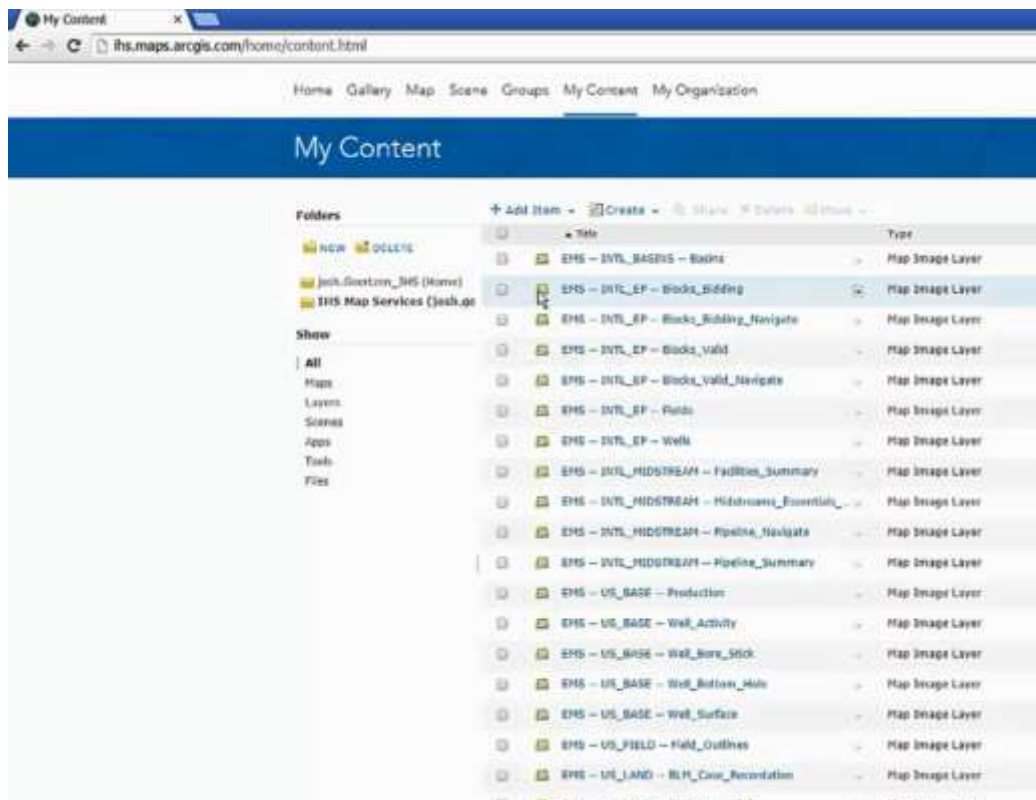 My Content
ihs.maps.arcgis.com/home/content.html
Home Gallery Map Scene Groups My Content My Organization
My Content
Folders
NEW DELETE
(Home)
IHS Map Services
Show
All
Maps
Layers
Scenes
Apps
Tools
Files
Add Item Create Share Delete Move
Title Type
EMS – INTL_BASINS – Basins Map Image Layer
EMS – INTL_EP – Blocks_Bidding Map Image Layer
EMS – INTL_EP – Blocks_Bidding_Navigate Map Image Layer
EMS – INTL_EP – Blocks_Valid Map Image Layer
EMS – INTL_EP – Blocks_Valid_Navigate Map Image Layer
EMS – INTL_EP – Fields Map Image Layer
EMS – INTL_EP – Wells Map Image Layer
EMS – INTL_MIDSTREAM – Facilities_Summary Map Image Layer
EMS – INTL_MIDSTREAM – Midstreams_Essentials_... Map Image Layer
EMS – INTL_MIDSTREAM – Pipeline_Navigate Map Image Layer
EMS – INTL_MIDSTREAM – Pipeline_Summary Map Image Layer
EMS – US_BASE – Production Map Image Layer
EMS – US_BASE – Well_Activity Map Image Layer
EMS – US_BASE – Well_Bore_Stick Map Image Layer
EMS – US_BASE – Well_Bottom_Hole Map Image Layer
EMS – US_BASE – Well_Surface Map Image Layer
EMS – US_FIELD – Field_Outlines Map Image Layer
EMS – US_LAND – BLM_Case_Recordation Map Image Layer